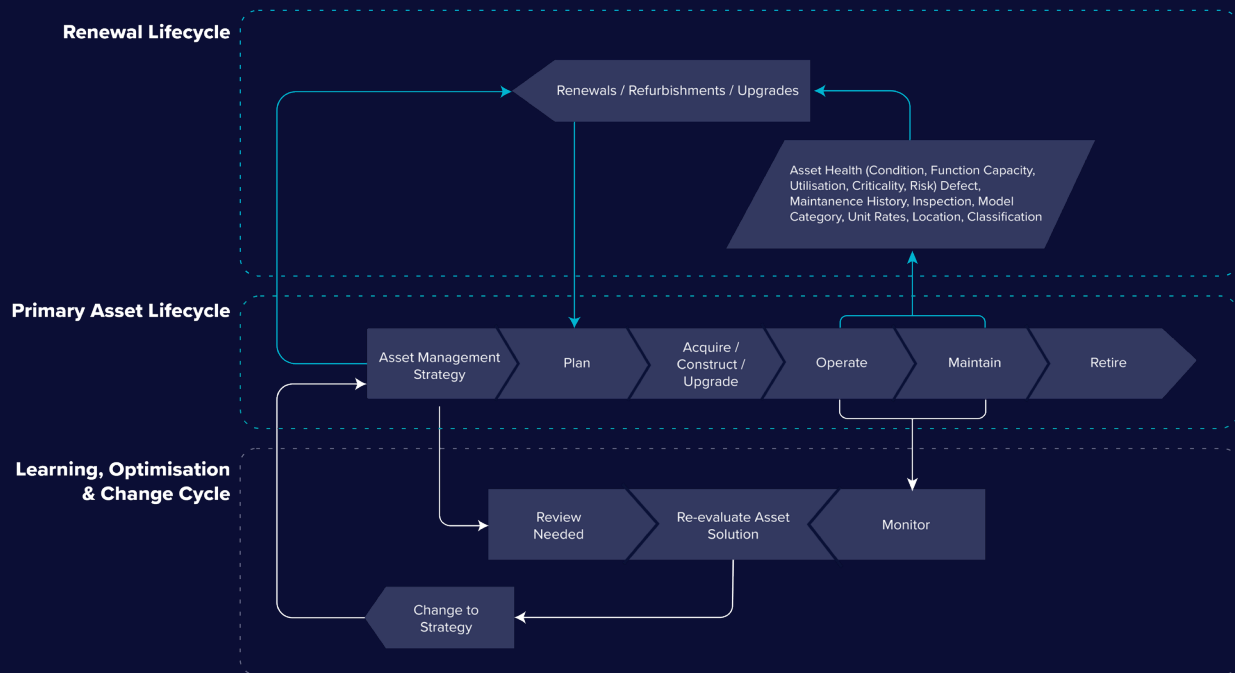 Renewal Lifecycle
Renewals / Refurbishments / Upgrades
Asset Health (Condition, Function Capacity,
Utilisation, Criticality, Risk) Defect,
Maintanence History, Inspection, Model
Category, Unit Rates, Location, Classification
Primary Asset Lifecycle
Asset Management
Strategy
Plan
Acquire /
Construct /
Upgrade
Operate
Maintain
Retire
Learning, Optimisation
& Change Cycle
Review
Needed
Re-evaluate Asset
Solution
Monitor
Change to
Strategy